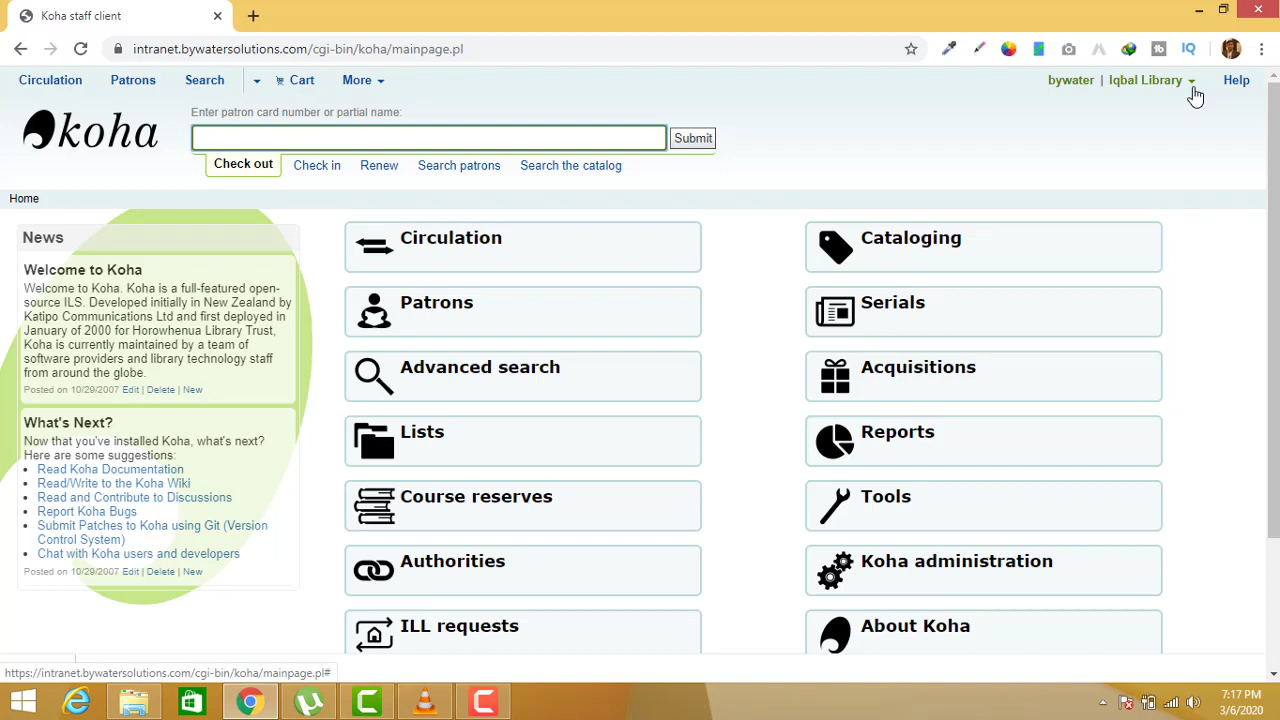 Koha staff client
intranet.bywatersolutions.com/cgi-bin/koha/mainpage.pl
Circulation Patrons Search Cart More bywater | Iqbal Library Help
koha
Enter patron card number or partial name:
Submit
Check out Check in Renew Search patrons Search the catalog
Home
News
Welcome to Koha
Welcome to Koha. Koha is a full-featured open-
source ILS. Developed initially in New Zealand by
Katipo Communications Ltd and first deployed in
January of 2000 for Horowhenua Library Trust,
Koha is currently maintained by a team of
software providers and library technology staff
from around the globe.
Posted on 10/29/2007 Edit | Delete | New
What's Next?
Now that you've installed Koha, what's next?
Here are some suggestions:
Read Koha Documentation
Read/Write to the Koha Wiki
Read and Contribute to Discussions
Report Koha Bugs
Submit Patches to Koha using Git (Version
Control System)
Chat with Koha users and developers
Posted on 10/29/2007 Edit | Delete | New
Circulation
Patrons
Advanced search
Lists
Course reserves
Authorities
ILL requests
Cataloging
Serials
Acquisitions
Reports
Tools
Koha administration
About Koha
https://intranet.bywatersolutions.com/cgi-bin/koha/mainpage.pl#
7:17 PM
3/6/2020